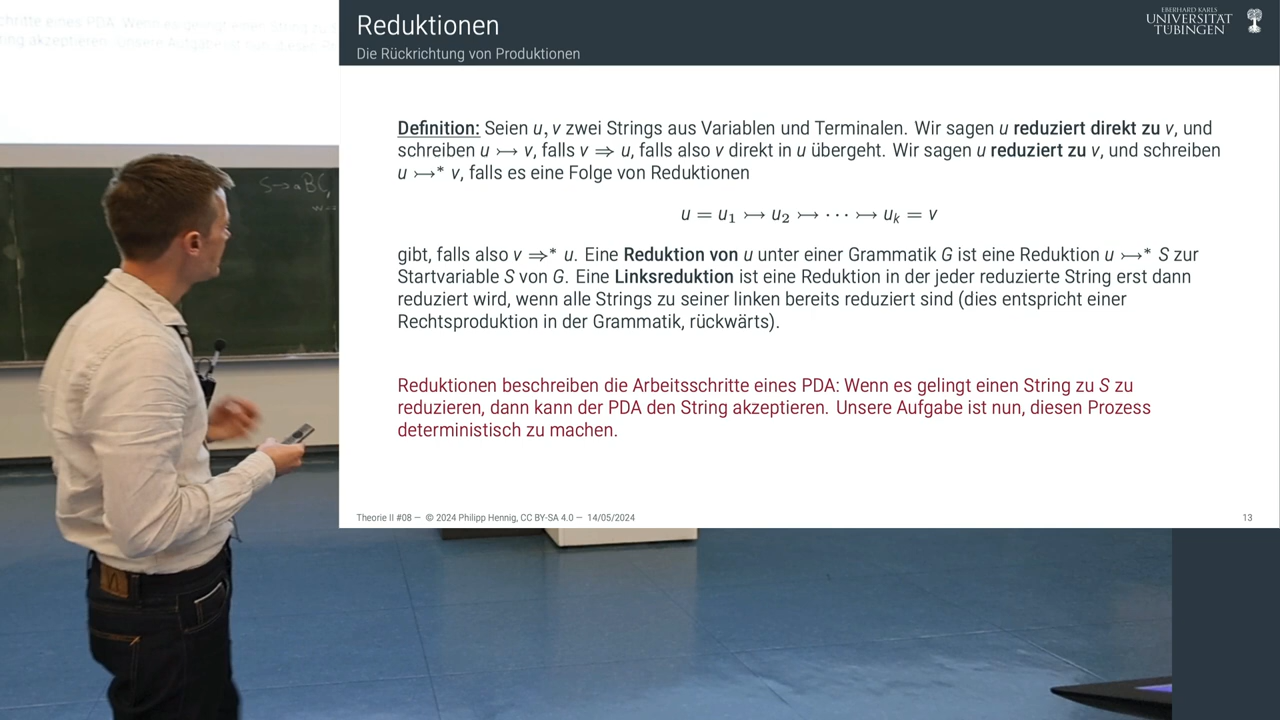 Reduktionen
Die Rückrichtung von Produktionen
EBERHARD KARLS
UNIVERSITÄT
TÜBINGEN
Definition: Seien u, v zwei Strings aus Variablen und Terminalen. Wir sagen u reduziert direkt zu v, und
schreiben u ↣ v, falls v ⇒ u, falls also v direkt in u übergeht. Wir sagen u reduziert zu v, und schreiben
u ↣* v, falls es eine Folge von Reduktionen
u = u₁ ↣ u₂ ↣ ⋯ ↣ uₖ = v
gibt, falls also v ⇒* u. Eine Reduktion von u unter einer Grammatik G ist eine Reduktion u ↣* S zur
Startvariable S von G. Eine Linksreduktion ist eine Reduktion in der jeder reduzierte String erst dann
reduziert wird, wenn alle Strings zu seiner linken bereits reduziert sind (dies entspricht einer
Rechtsproduktion in der Grammatik, rückwärts).
Reduktionen beschreiben die Arbeitsschritte eines PDA: Wenn es gelingt einen String zu S zu
reduzieren, dann kann der PDA den String akzeptieren. Unsere Aufgabe ist nun, diesen Prozess
deterministisch zu machen.
Theorie II #08 — © 2024 Philipp Hennig, CC BY-SA 4.0 — 14/05/2024
13
S→aBC,